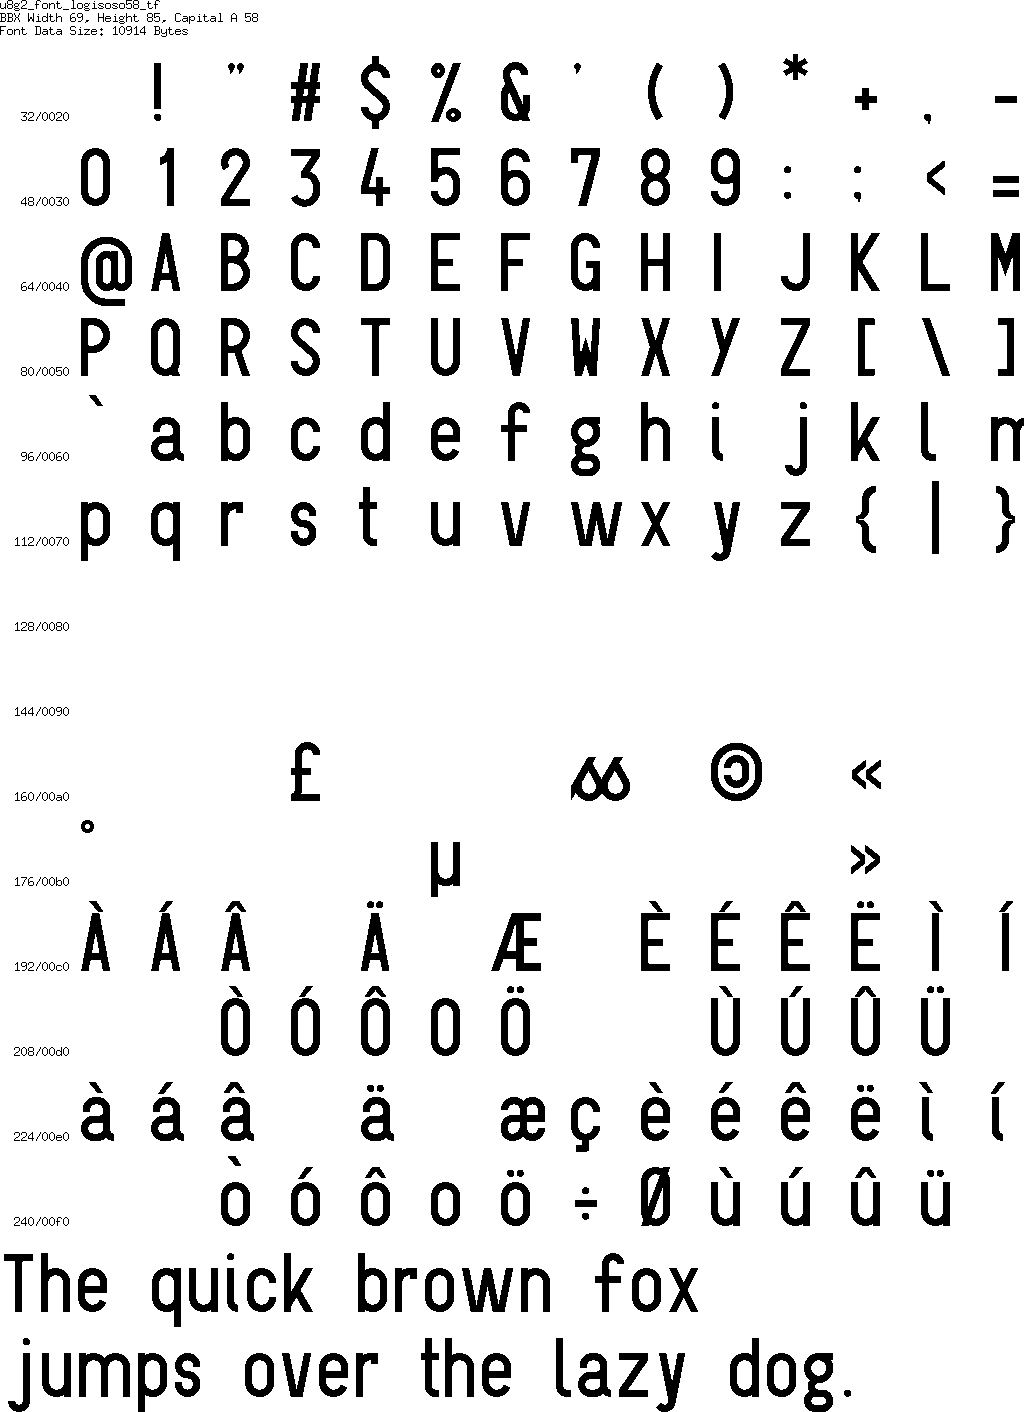 u8g2_font_logisoso58_tf
BBX Width 69, Height 85, Capital A 58
Font Data Size: 10914 Bytes
32/0020 ! " # $ % & ' ( ) * + , -
48/0030 0 1 2 3 4 5 6 7 8 9 : ; < =
64/0040 @ A B C D E F G H I J K L M
80/0050 P Q R S T U V W X Y Z [ \ ]
96/0060 ` a b c d e f g h i j k l m
112/0070 p q r s t u v w x y z { | }
128/0080
144/0090
160/00a0 £ © «
176/00b0 ° µ »
192/00c0 À Á Â Ä Æ È É Ê Ë Ì Í
208/00d0 Ò Ó Ô O Ö Ù Ú Û Ü
224/00e0 à á â ä æ ç è é ê ë ì í
240/00f0 ò ó ô o ö ÷ Ø ù ú û ü
The quick brown fox
jumps over the lazy dog.